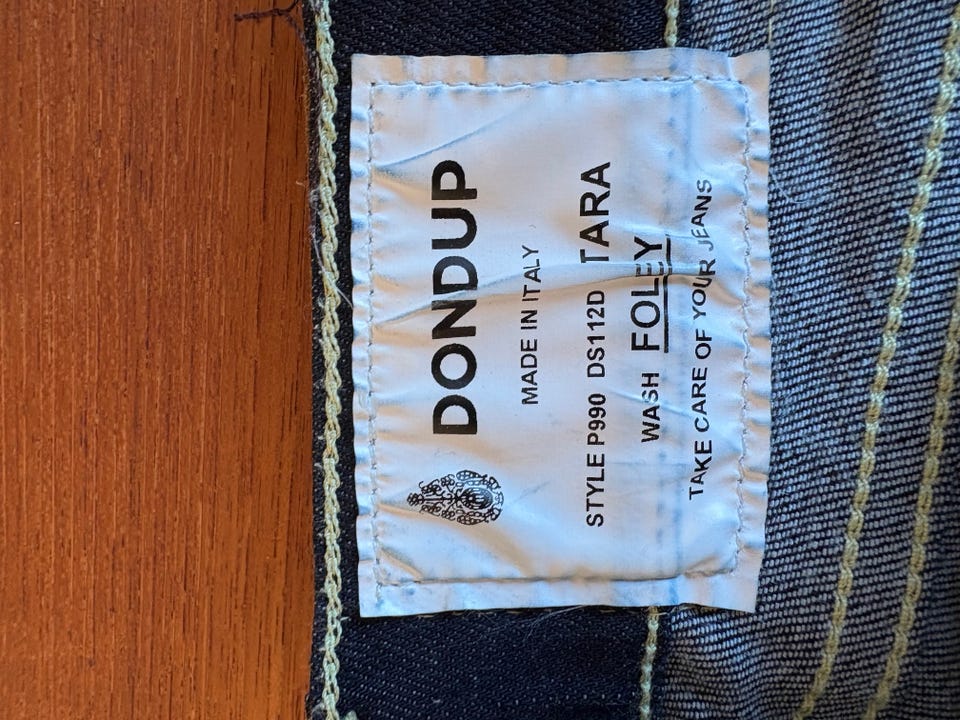 DONDUP
MADE IN ITALY
STYLE P990 DS112D TARA
WASH FOLEY
TAKE CARE OF YOUR JEANS